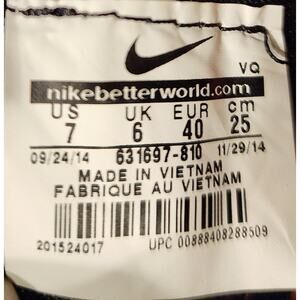 VQ
nikebetterworld.com
US UK EUR cm
7 6 40 25
09/24/14 631697-810 11/29/14
MADE IN VIETNAM
FABRIQUE AU VIETNAM
201524017
UPC 00888408288509